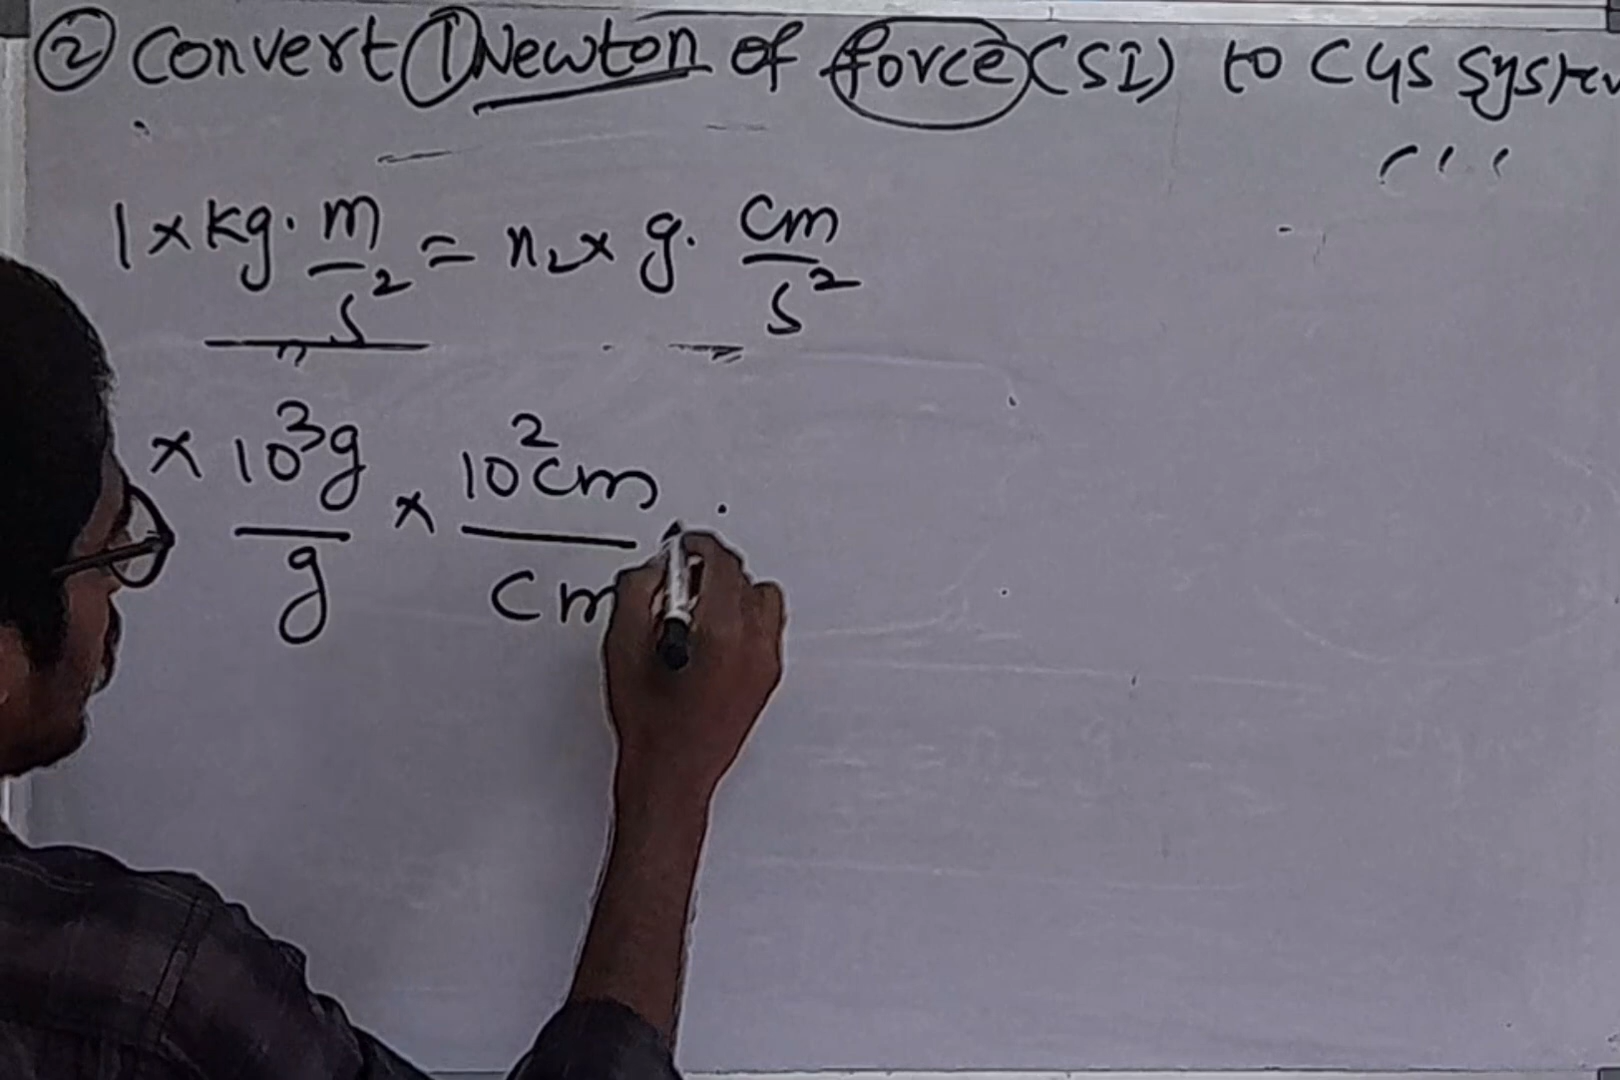 ② Convert ① Newton of force (SI) to CGS System
1 × kg · m/s² = n₂ × g · cm/s²
× 10³g/g × 10²cm/cm